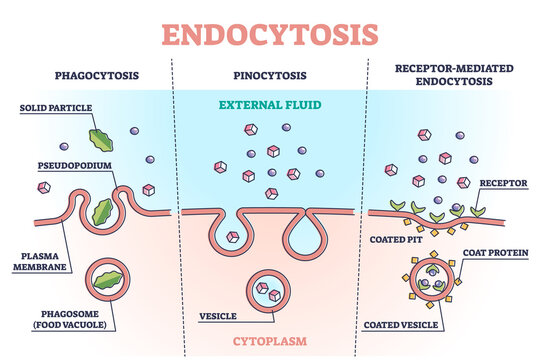 ENDOCYTOSIS
PHAGOCYTOSIS
PINOCYTOSIS
RECEPTOR-MEDIATED
ENDOCYTOSIS
SOLID PARTICLE
EXTERNAL FLUID
PSEUDOPODIUM
RECEPTOR
PLASMA
MEMBRANE
COATED PIT
COAT PROTEIN
PHAGOSOME
(FOOD VACUOLE)
VESICLE
COATED VESICLE
CYTOPLASM